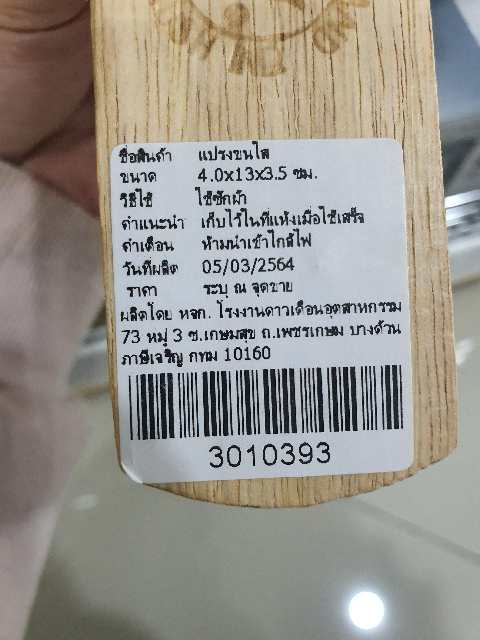 ชื่อสินค้า แปรงขนใส
ขนาด 4.0x13x3.5 ซม.
วิธีใช้ ใช้ซักผ้า
คำแนะนำ เก็บไว้ในที่แห้งเมื่อใช้เสร็จ
คำเตือน ห้ามนำเข้าใกล้ไฟ
วันที่ผลิต 05/03/2564
ราคา ระบุ ณ จุดขาย
ผลิตโดย หจก. โรงงานดาวเดือนอุตสาหกรรม
73 หมู่ 3 ซ.เกษมสุข ถ.เพชรเกษม บางด้วน
ภาษีเจริญ กทม 10160
3010393